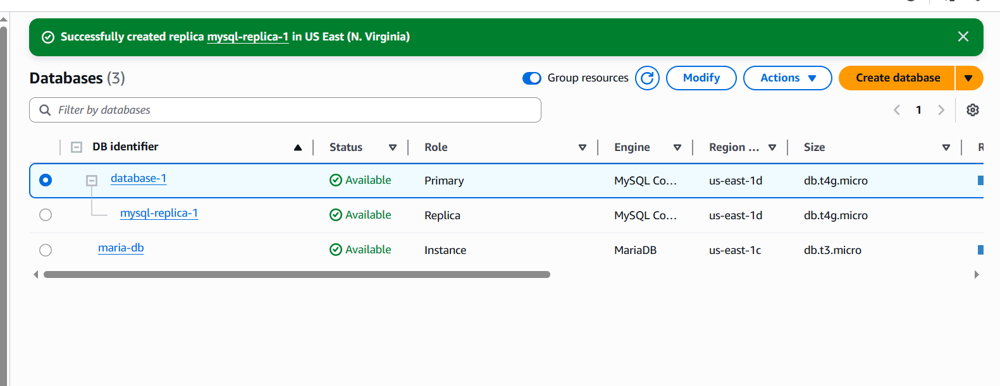 Successfully created replica mysql-replica-1 in US East (N. Virginia)
Databases (3)
Group resources
Modify
Actions
Create database
Filter by databases
1
DB identifier Status Role Engine Region ... Size
database-1 Available Primary MySQL Co... us-east-1d db.t4g.micro
mysql-replica-1 Available Replica MySQL Co... us-east-1d db.t4g.micro
maria-db Available Instance MariaDB us-east-1c db.t3.micro